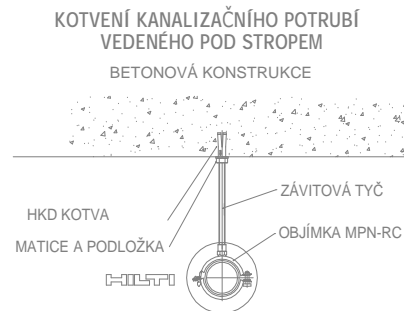 KOTVENÍ KANALIZAČNÍHO POTRUBÍ
VEDENÉHO POD STROPEM
BETONOVÁ KONSTRUKCE
HKD KOTVA
MATICE A PODLOŽKA
ZÁVITOVÁ TYČ
OBJÍMKA MPN-RC
HILTI